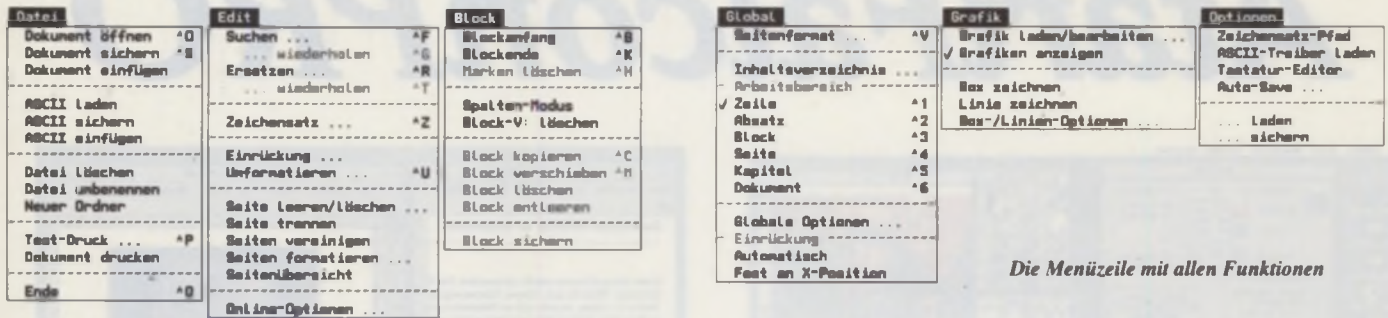 Datei
Dokument öffnen ^O
Dokument sichern ^S
Dokument einfügen
ASCII laden
ASCII sichern
ASCII einfügen
Datei löschen
Datei umbenennen
Neuer Ordner
Test-Druck ... ^P
Dokument drucken
Ende ^Q
Edit
Suchen ... ^F
... wiederholen ^G
Ersetzen ... ^R
... wiederholen ^T
Zeichensatz ... ^Z
Einrückung ...
Umformatieren ... ^U
Seite leeren/löschen ...
Seite trennen
Seiten vereinigen
Seiten formatieren ...
Seitenübersicht
Online-Optionen ...
Block
Blockanfang ^B
Blockende ^K
Marken löschen ^H
Spalten-Modus
Block-V: löschen
Block kopieren ^C
Block verschieben ^M
Block löschen
Block entleeren
Block sichern
Global
Seitenformat ... ^V
Inhaltsverzeichnis ...
Arbeitsbereich
✓ Zeile ^1
Absatz ^2
Block ^3
Seite ^4
Kapitel ^5
Dokument ^6
Globale Optionen ...
Einrückung
Automatisch
Fest an X-Position
Grafik
Grafik laden/bearbeiten ...
✓ Grafiken anzeigen
Box zeichnen
Linie zeichnen
Box-/Linien-Optionen ...
Optionen
Zeichensatz-Pfad
ASCII-Treiber laden
Tastatur-Editor
Auto-Save ...
... laden
... sichern
Die Menüzeile mit allen Funktionen